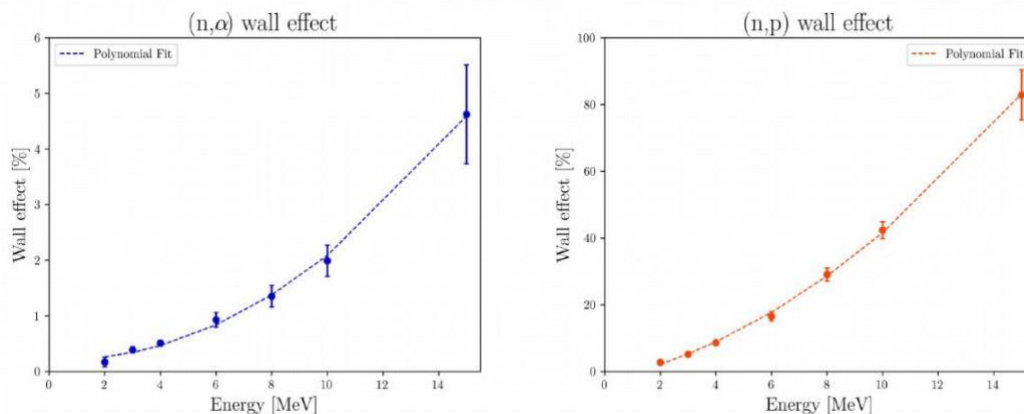 (n,α) wall effect
Polynomial Fit
Wall effect [%]
6
5
4
3
2
1
0
0 2 4 6 8 10 12 14
Energy [MeV]
(n,p) wall effect
Polynomial Fit
Wall effect [%]
100
80
60
40
20
0
0 2 4 6 8 10 12 14
Energy [MeV]